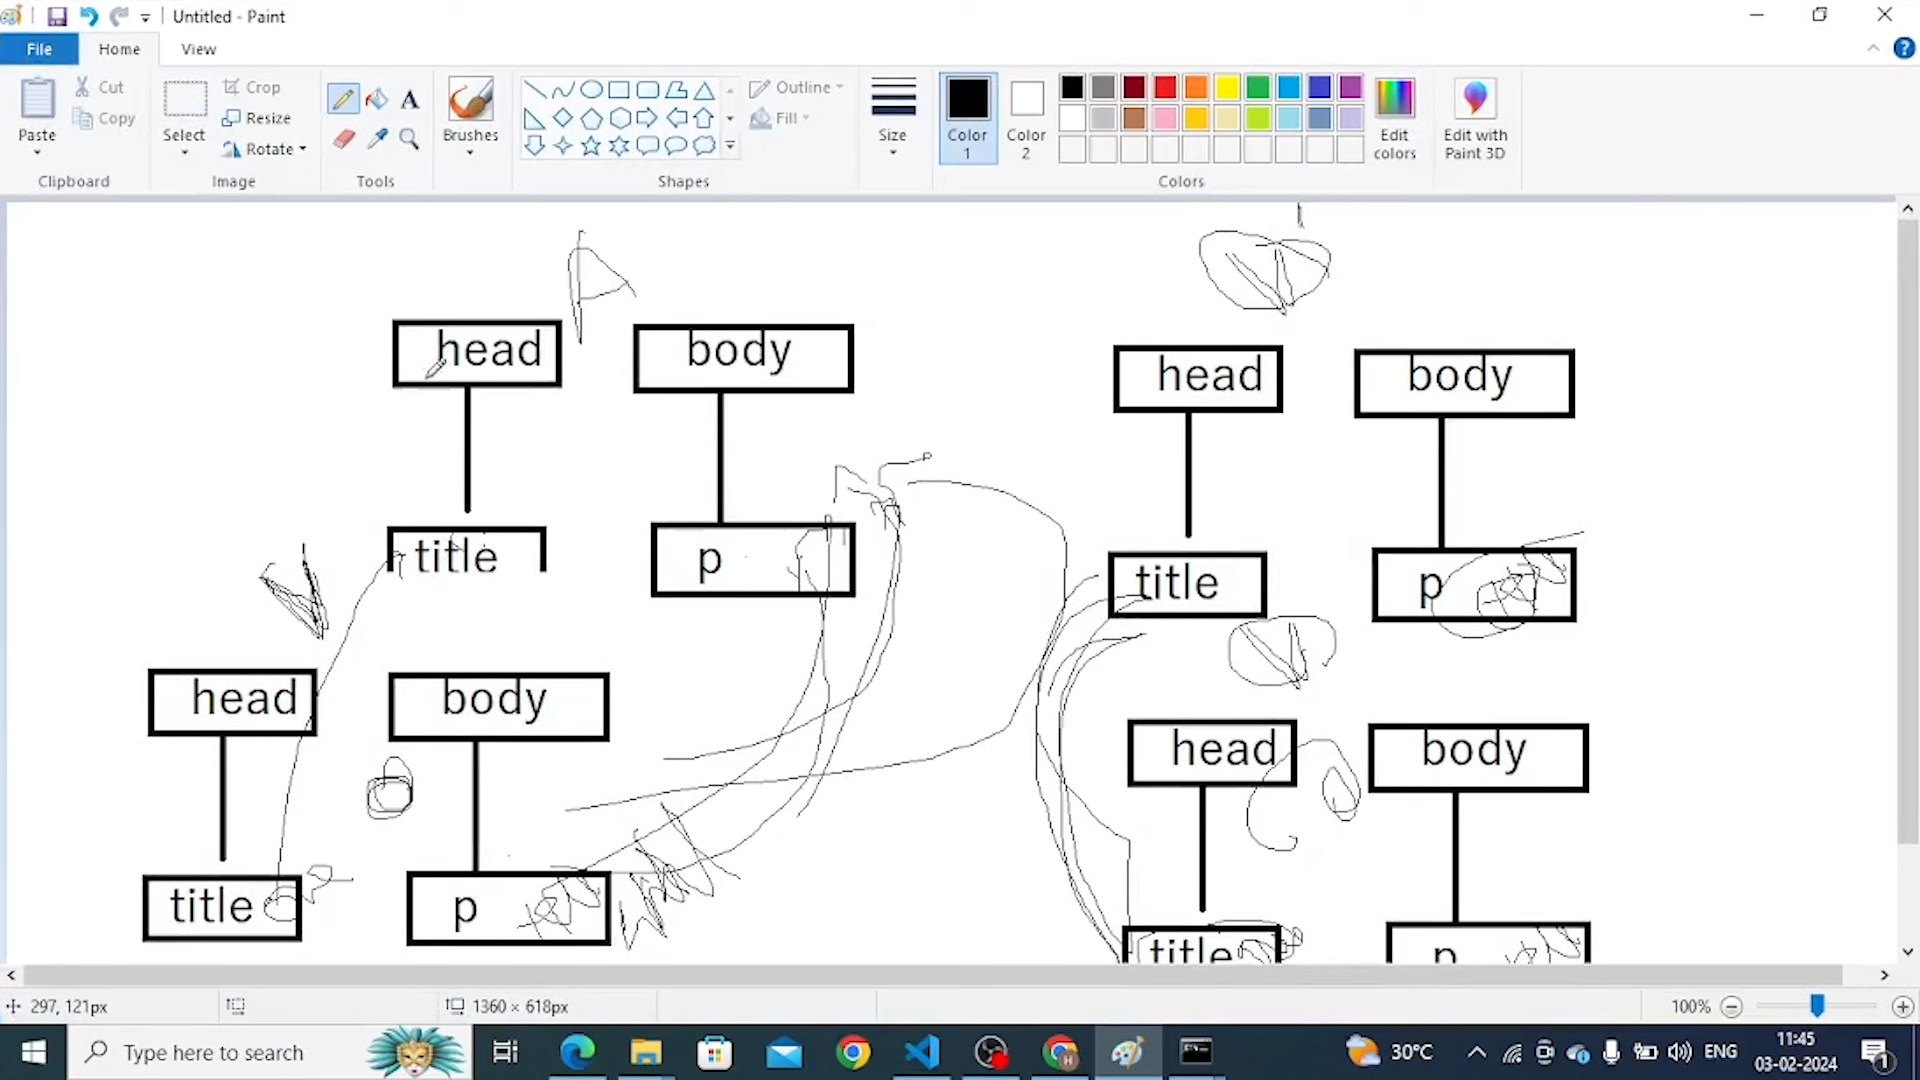 Untitled - Paint
File Home View
Paste
Cut
Copy
Clipboard
Select
Crop
Resize
Rotate
Image
Tools
Brushes
Outline
Fill
Shapes
Size
Color 1
Color 2
Edit colors
Edit with Paint 3D
Colors
head body
head body
title p
title p
head body
head body
title p
title p
297, 121px
1360 × 618px
100%
Type here to search
30°C
ENG
11:45
03-02-2024
1